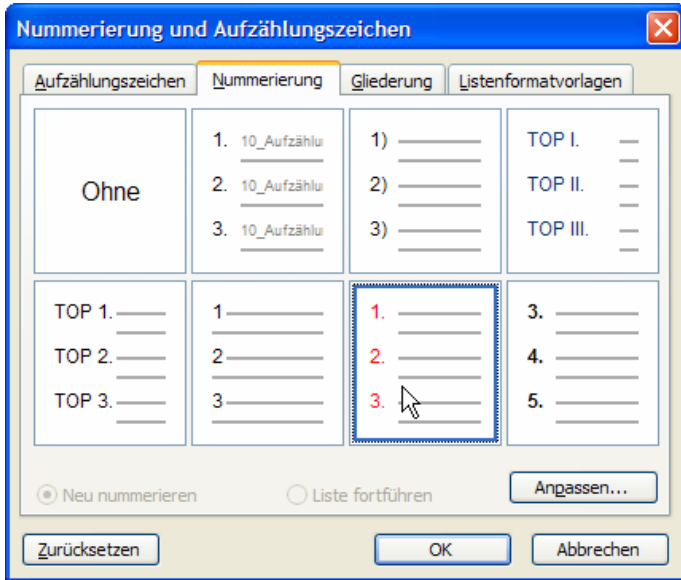 Nummerierung und Aufzählungszeichen
Aufzählungszeichen Nummerierung Gliederung Listenformatvorlagen
Ohne
1. 10_Aufzählu
2. 10_Aufzählu
3. 10_Aufzählu
1)
2)
3)
TOP I.
TOP II.
TOP III.
TOP 1.
TOP 2.
TOP 3.
1
2
3
1.
2.
3.
3.
4.
5.
Neu nummerieren Liste fortführen Anpassen...
Zurücksetzen OK Abbrechen